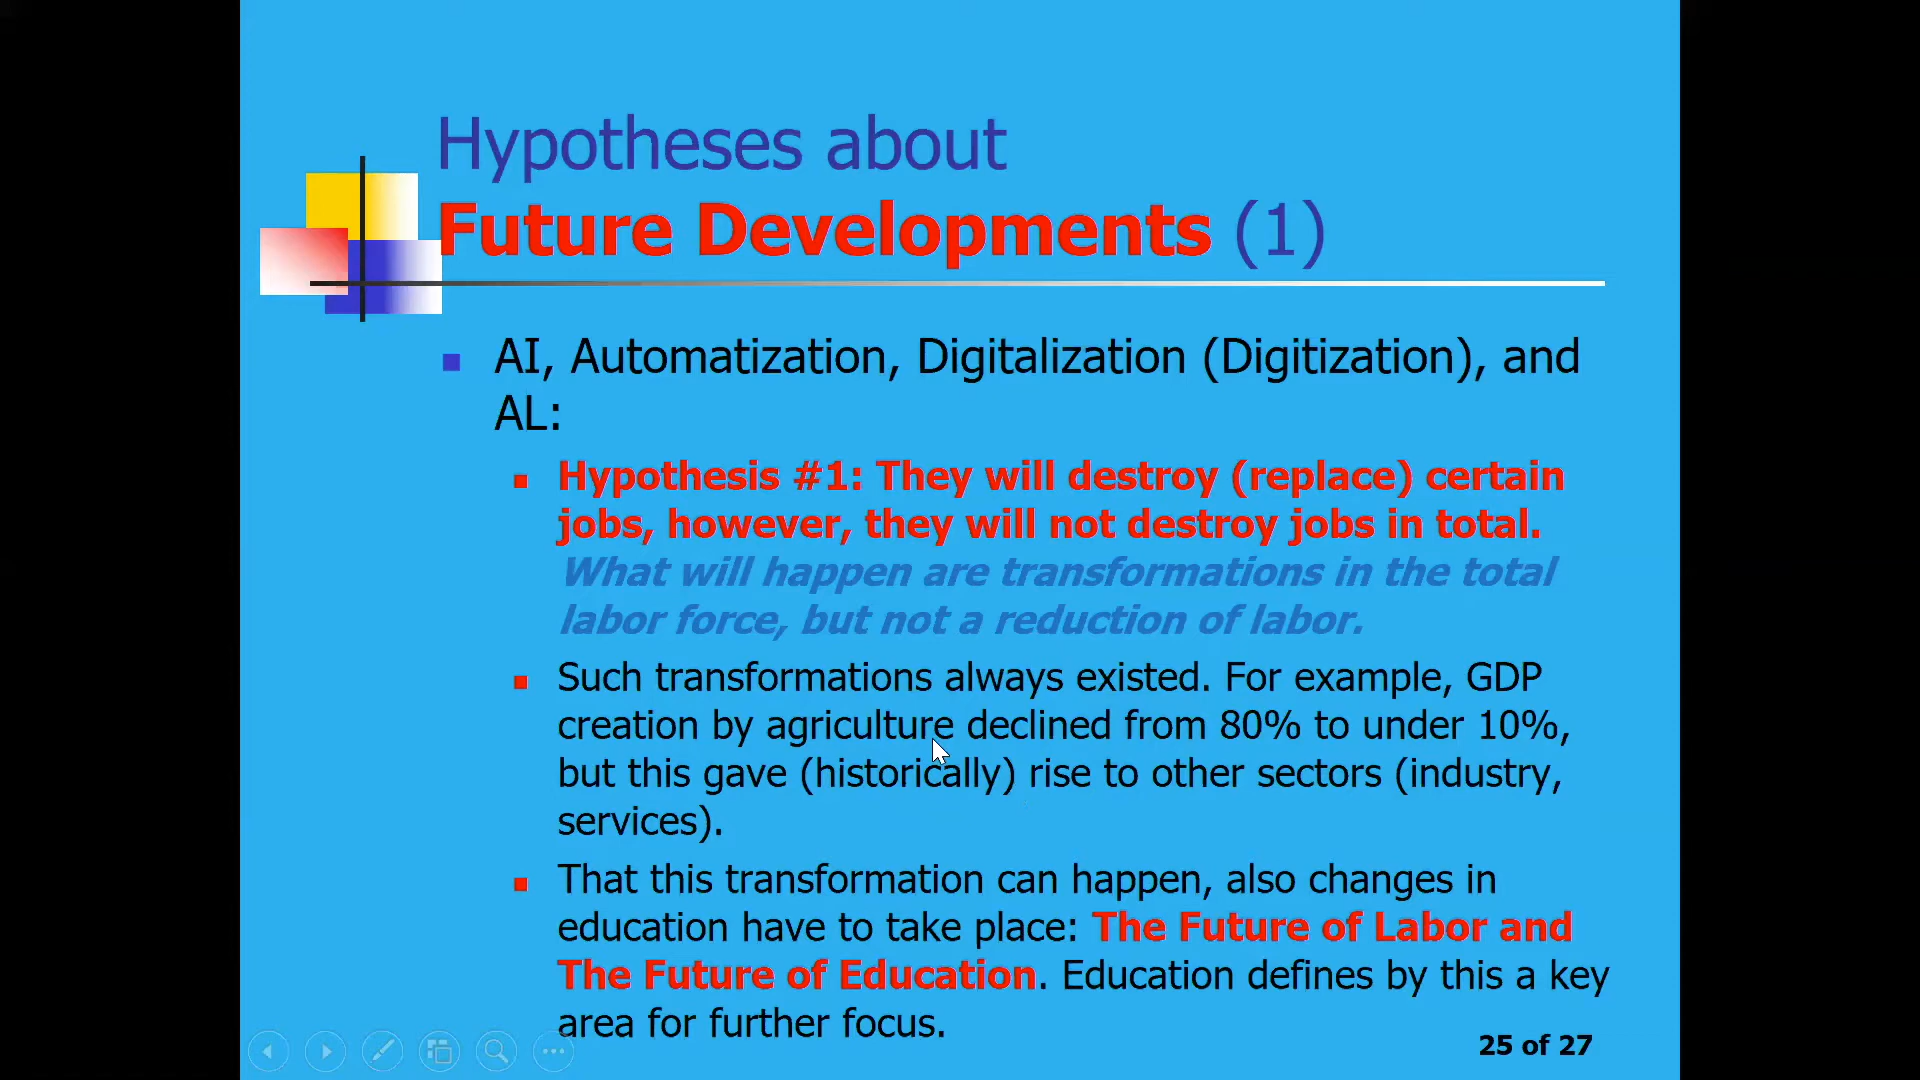 Hypotheses about
Future Developments (1)
AI, Automatization, Digitalization (Digitization), and
AL:
Hypothesis #1: They will destroy (replace) certain
jobs, however, they will not destroy jobs in total.
What will happen are transformations in the total
labor force, but not a reduction of labor.
Such transformations always existed. For example, GDP
creation by agriculture declined from 80% to under 10%,
but this gave (historically) rise to other sectors (industry,
services).
That this transformation can happen, also changes in
education have to take place: The Future of Labor and
The Future of Education. Education defines by this a key
area for further focus.
25 of 27